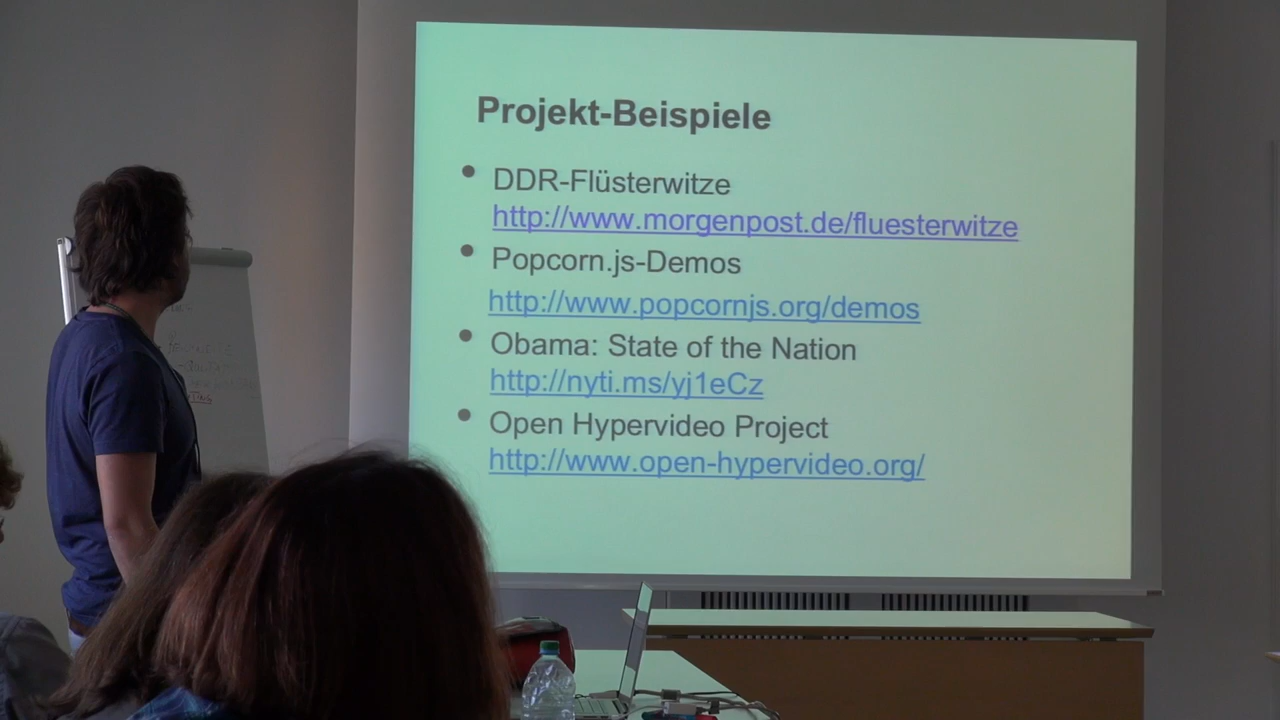 Projekt-Beispiele
DDR-Flüsterwitze
http://www.morgenpost.de/fluesterwitze
Popcorn.js-Demos
http://www.popcornjs.org/demos
Obama: State of the Nation
http://nyti.ms/yj1eCz
Open Hypervideo Project
http://www.open-hypervideo.org/